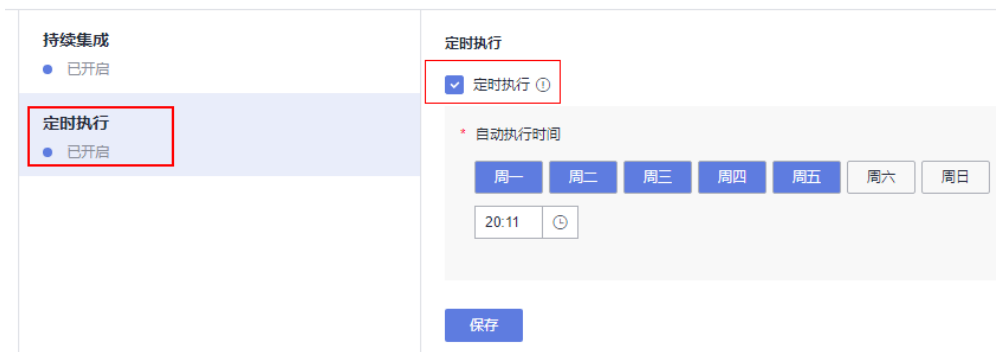 持续集成
已开启
定时执行
已开启
定时执行
定时执行
* 自动执行时间
周一 周二 周三 周四 周五 周六 周日
20:11
保存